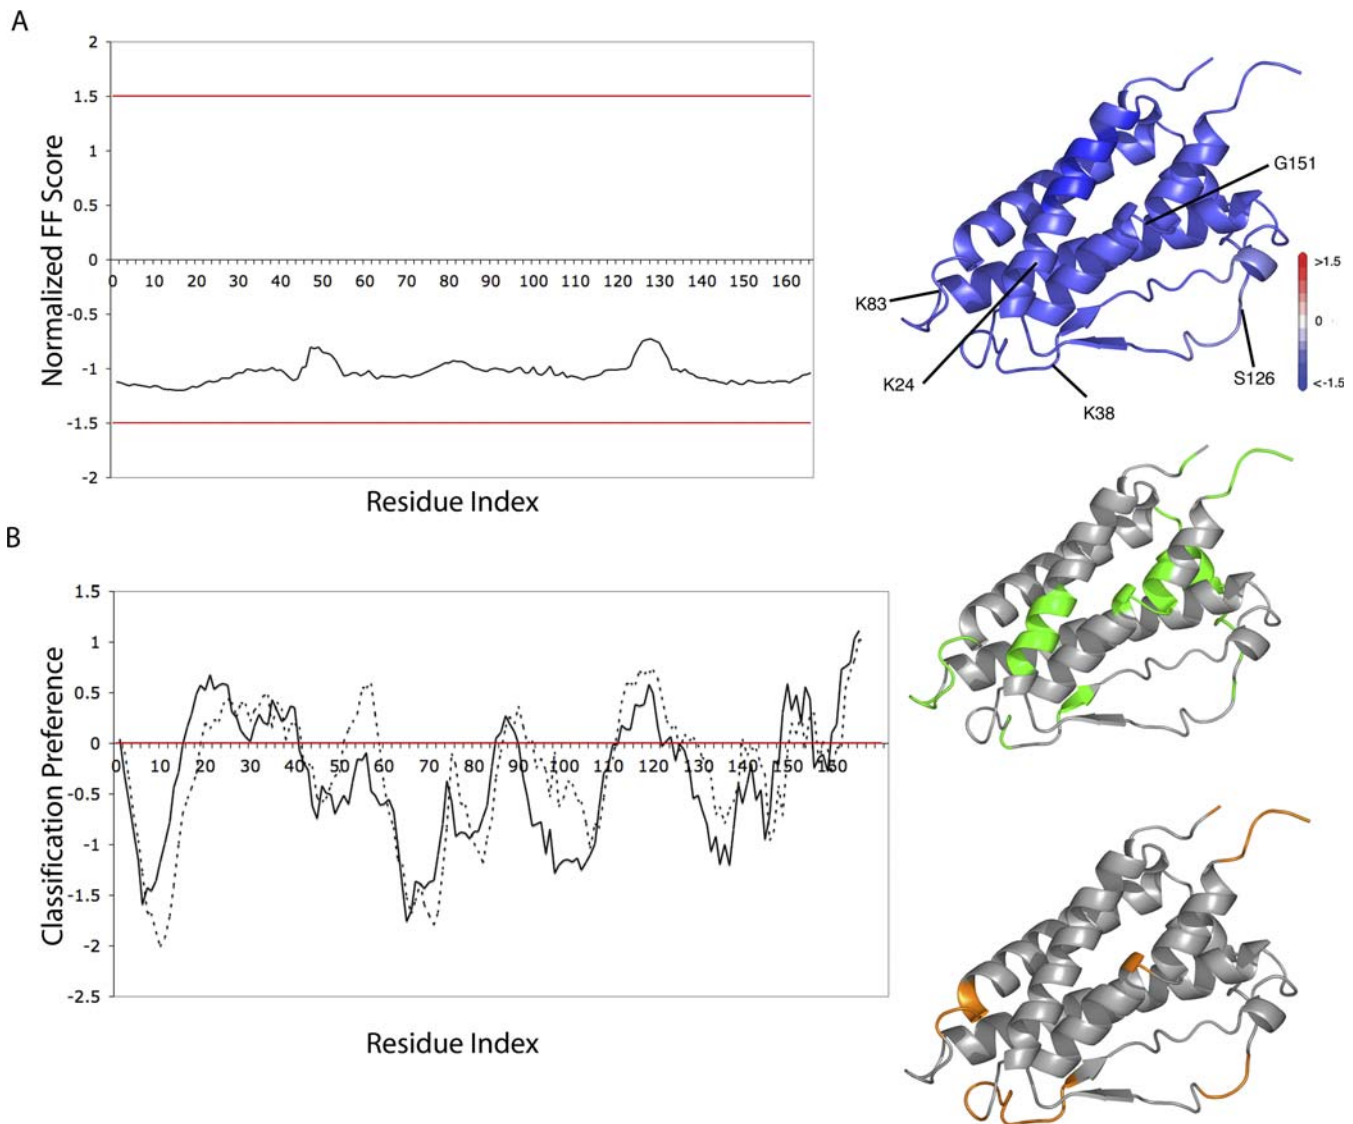 A
Normalized FF Score
2
1.5
1
0.5
0
-0.5
-1
-1.5
-2
0 10 20 30 40 50 60 70 80 90 100 110 120 130 140 150 160
Residue Index
G151
K83
K24
K38
S126
>1.5
0
<-1.5
B
Classification Preference
1.5
1
0.5
0
-0.5
-1
-1.5
-2
-2.5
0 10 20 30 40 50 60 70 80 90 100 110 120 130 140 150 160
Residue Index